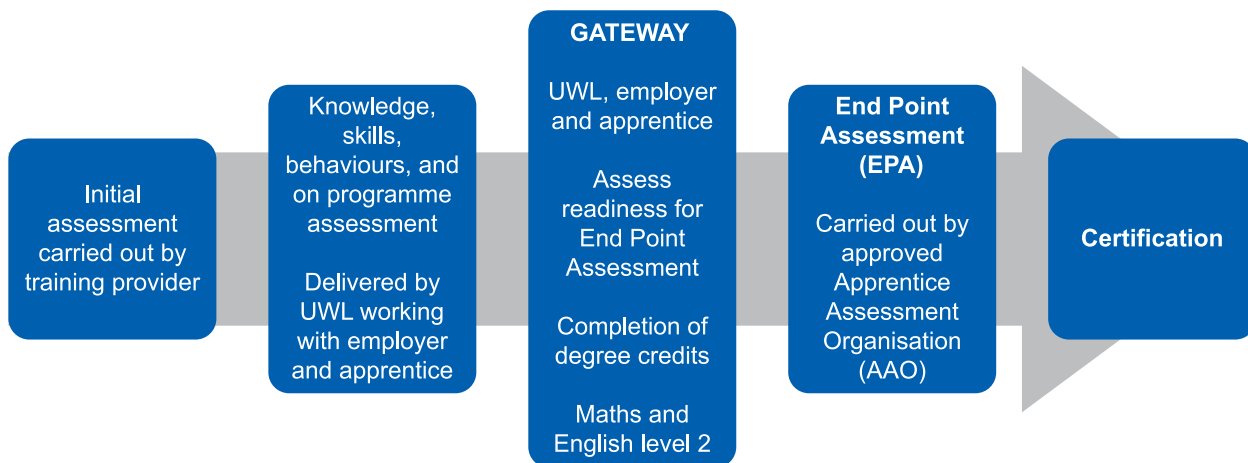 Initial
assessment
carried out by
training provider
Knowledge,
skills,
behaviours, and
on programme
assessment
Delivered by
UWL working
with employer
and apprentice
GATEWAY
UWL, employer
and apprentice
Assess
readiness for
End Point
Assessment
Completion of
degree credits
Maths and
English level 2
End Point
Assessment
(EPA)
Carried out by
approved
Apprentice
Assessment
Organisation
(AAO)
Certification